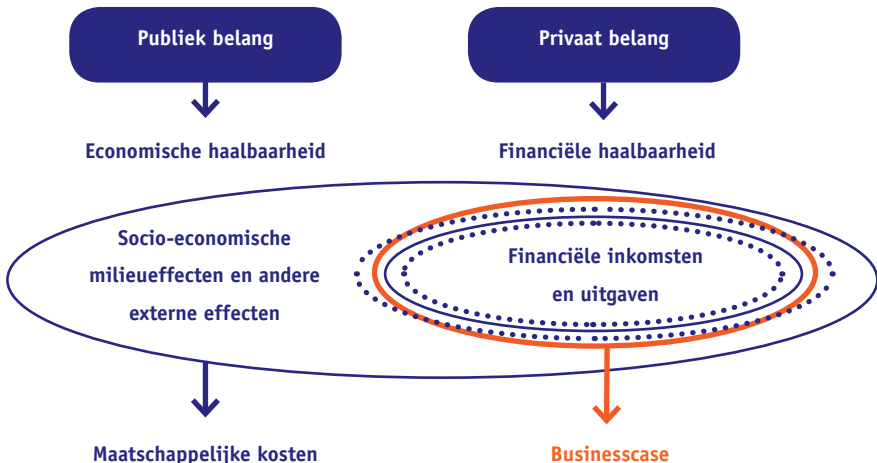 Publiek belang
Privaat belang
Economische haalbaarheid
Financiële haalbaarheid
Socio-economische
milieueffecten en andere
externe effecten
Financiële inkomsten
en uitgaven
Maatschappelijke kosten
Businesscase